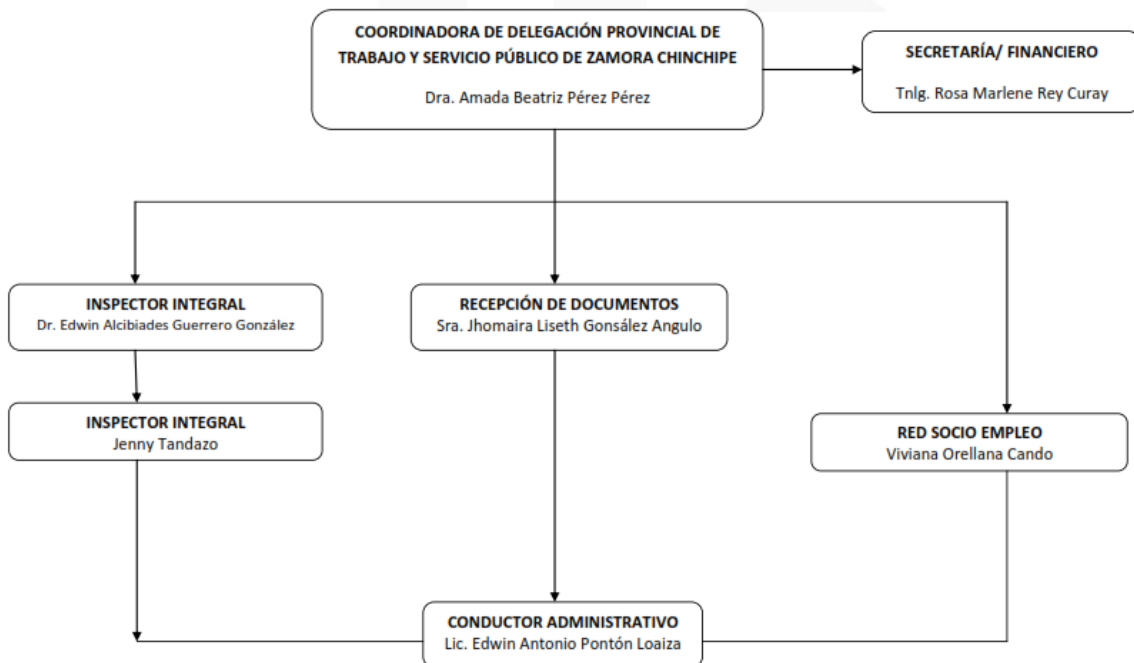 COORDINADORA DE DELEGACIÓN PROVINCIAL DE
TRABAJO Y SERVICIO PÚBLICO DE ZAMORA CHINCHIPE
Dra. Amada Beatriz Pérez Pérez
SECRETARÍA/ FINANCIERO
Tnlg. Rosa Marlene Rey Curay
INSPECTOR INTEGRAL
Dr. Edwin Alcibiades Guerrero González
RECEPCIÓN DE DOCUMENTOS
Sra. Jhomaira Liseth Gonsález Angulo
INSPECTOR INTEGRAL
Jenny Tandazo
RED SOCIO EMPLEO
Viviana Orellana Cando
CONDUCTOR ADMINISTRATIVO
Lic. Edwin Antonio Pontón Loaiza